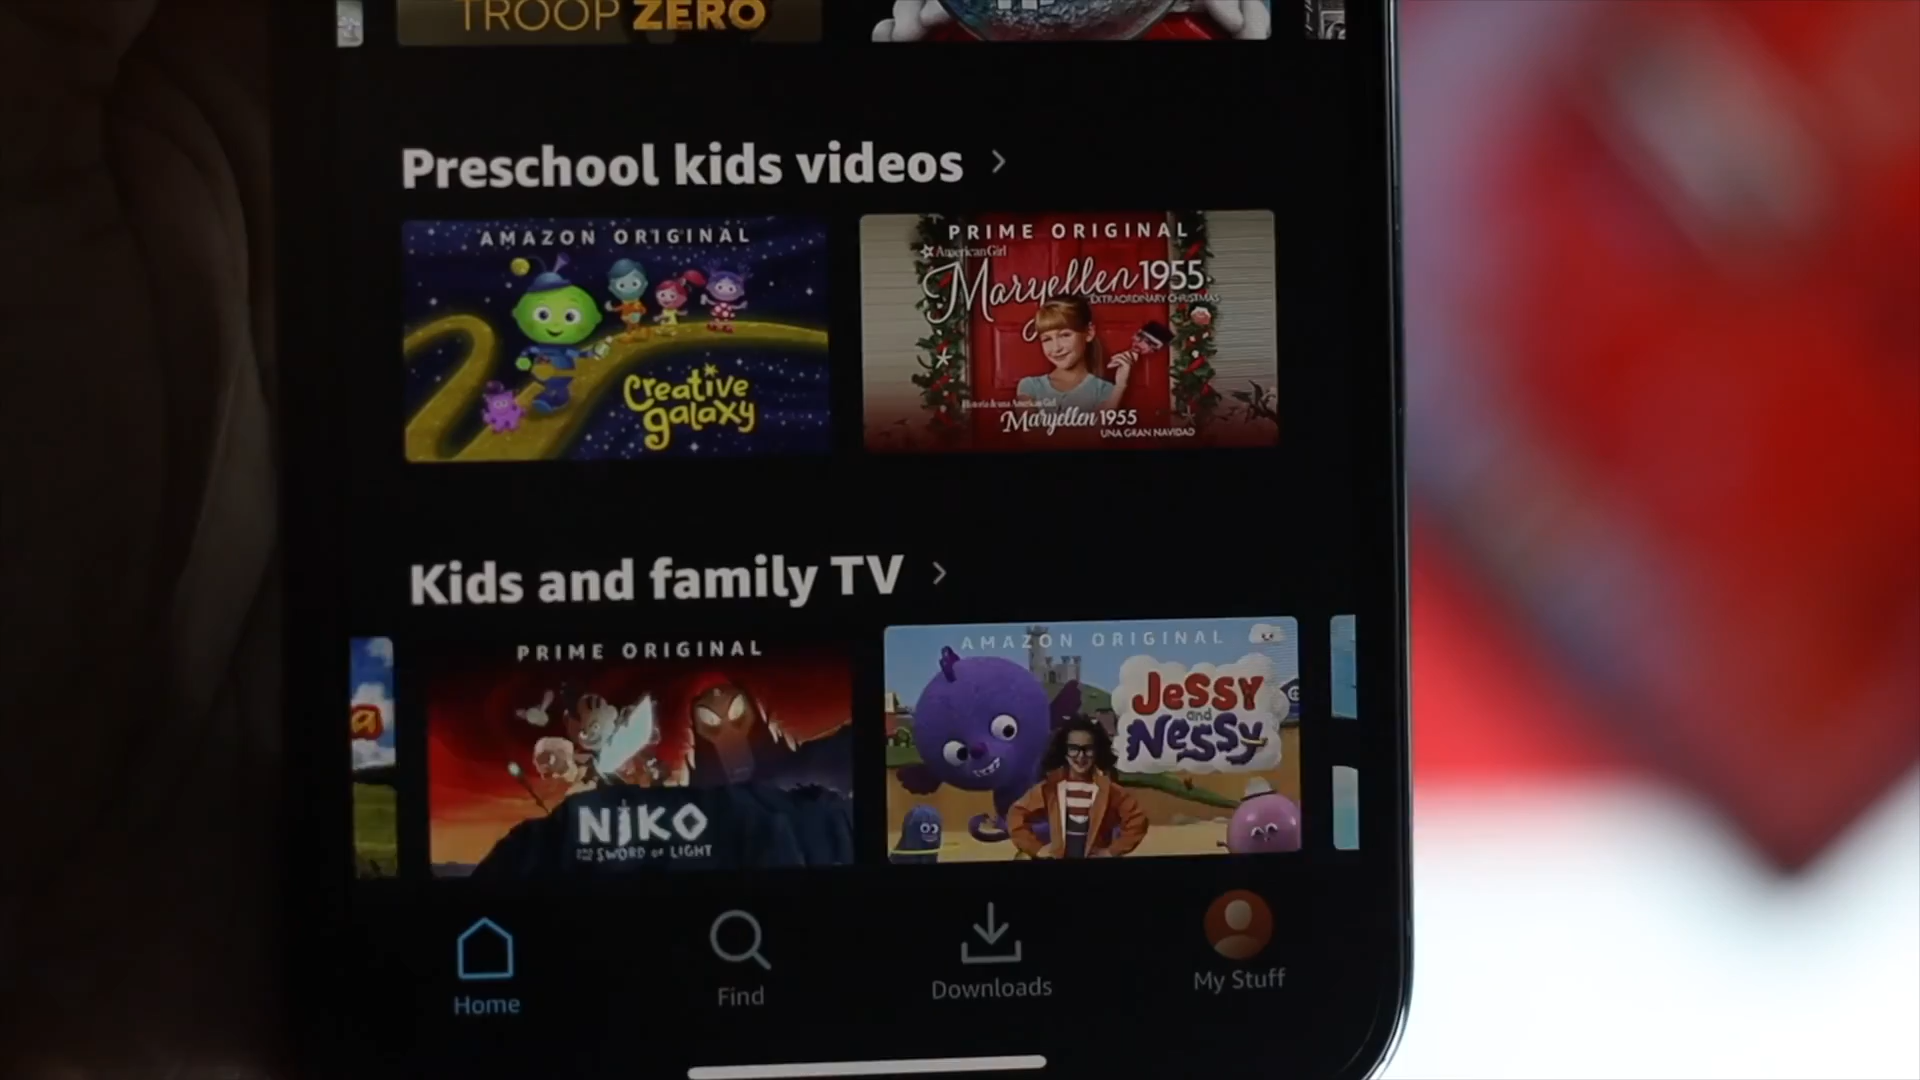 TROOP ZERO
Preschool kids videos
AMAZON ORIGINAL
Creative
galaxy
PRIME ORIGINAL
American Girl
Maryellen 1955
EXTRAORDINARY CHRISTMAS
Maryellen 1955
UNA GRAN NAVIDAD
Kids and family TV
a
PRIME ORIGINAL
NIKO
AND THE SWORD OF LIGHT
AMAZON ORIGINAL
Jessy
and
Nessy
Home
Find
Downloads
My Stuff